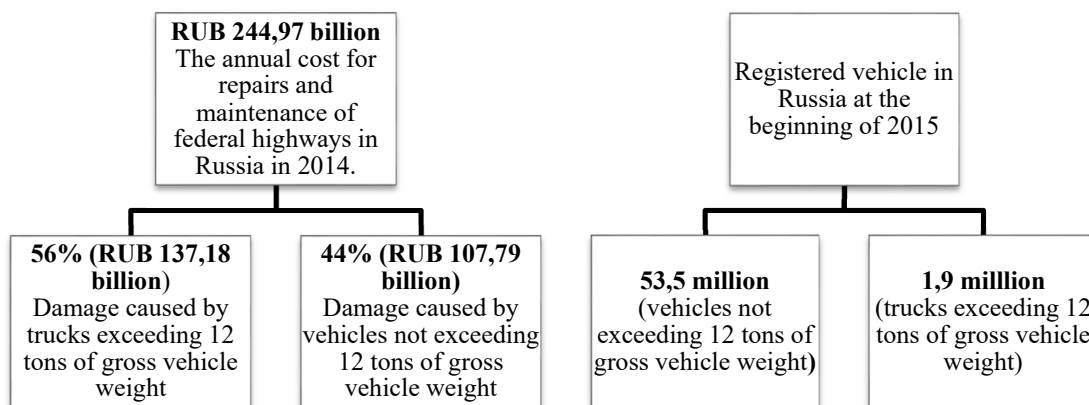 RUB 244,97 billion
The annual cost for
repairs and
maintenance of
federal highways in
Russia in 2014.
56% (RUB 137,18
billion)
Damage caused by
trucks exceeding 12
tons of gross vehicle
weight
44% (RUB 107,79
billion)
Damage caused by
vehicles not exceeding
12 tons of gross
vehicle weight
Registered vehicle in
Russia at the
beginning of 2015
53,5 million
(vehicles not
exceeding 12 tons of
gross vehicle weight)
1,9 milllion
(trucks exceeding 12
tons of gross vehicle
weight)